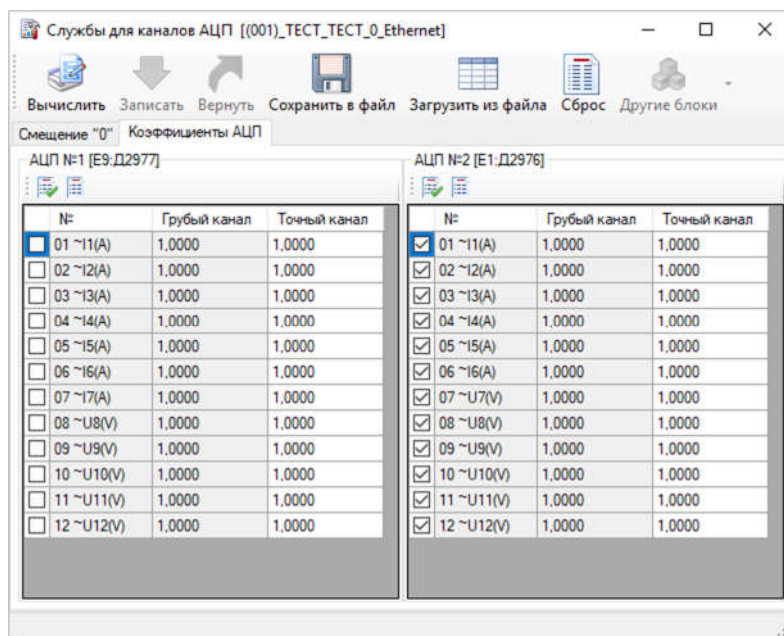 Службы для каналов АЦП [(001)_ТЕСТ_ТЕСТ_0_Ethernet]
Вычислить Записать Вернуть Сохранить в файл Загрузить из файла Сброс Другие блоки
Смещение "0" Коэффициенты АЦП
АЦП №1 [E9:Д2977] АЦП №2 [E1:Д2976]
№ Грубый канал Точный канал № Грубый канал Точный канал
01 ~I1(A) 1,0000 1,0000 01 ~I1(A) 1,0000 1,0000
02 ~I2(A) 1,0000 1,0000 02 ~I2(A) 1,0000 1,0000
03 ~I3(A) 1,0000 1,0000 03 ~I3(A) 1,0000 1,0000
04 ~I4(A) 1,0000 1,0000 04 ~I4(A) 1,0000 1,0000
05 ~I5(A) 1,0000 1,0000 05 ~I5(A) 1,0000 1,0000
06 ~I6(A) 1,0000 1,0000 06 ~I6(A) 1,0000 1,0000
07 ~I7(A) 1,0000 1,0000 07 ~U7(V) 1,0000 1,0000
08 ~U8(V) 1,0000 1,0000 08 ~U8(V) 1,0000 1,0000
09 ~U9(V) 1,0000 1,0000 09 ~U9(V) 1,0000 1,0000
10 ~U10(V) 1,0000 1,0000 10 ~U10(V) 1,0000 1,0000
11 ~U11(V) 1,0000 1,0000 11 ~U11(V) 1,0000 1,0000
12 ~U12(V) 1,0000 1,0000 12 ~U12(V) 1,0000 1,0000